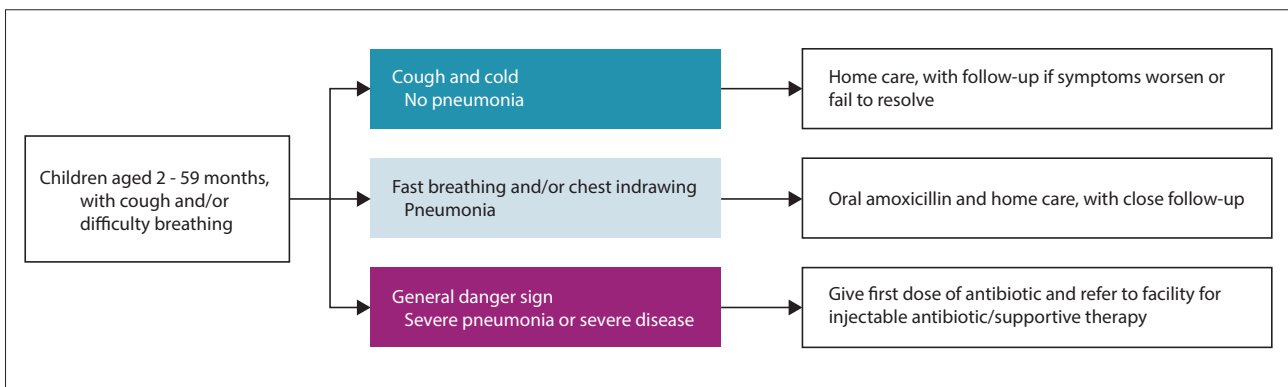 Children aged 2 - 59 months,
with cough and/or
difficulty breathing
Cough and cold
No pneumonia
Home care, with follow-up if symptoms worsen or
fail to resolve
Fast breathing and/or chest indrawing
Pneumonia
Oral amoxicillin and home care, with close follow-up
General danger sign
Severe pneumonia or severe disease
Give first dose of antibiotic and refer to facility for
injectable antibiotic/supportive therapy